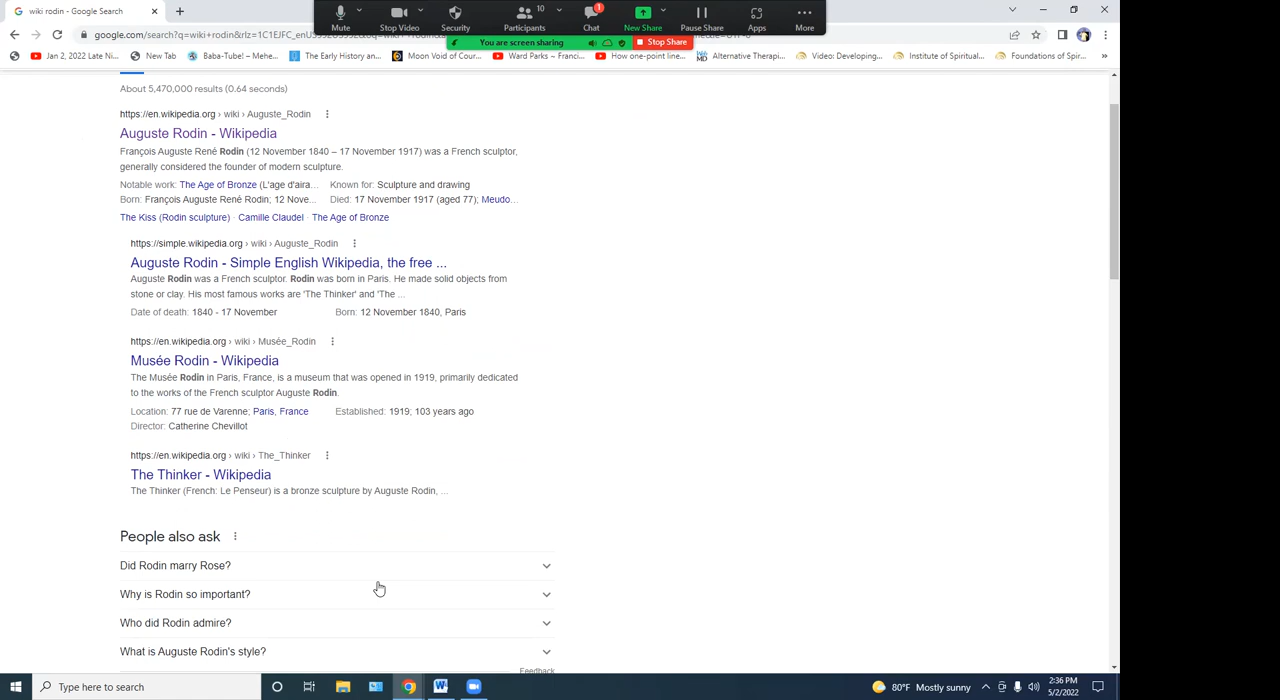 wiki rodin - Google Search
Mute
Stop Video
Security
10
Participants
1
Chat
New Share
Pause Share
Apps
More
google.com/search?q=wiki+rodin&rlz=1C1EJFC_enU
You are screen sharing
Stop Share
Jan 2, 2022 Late Ni...
New Tab
Baba-Tube! – Mehe...
The Early History an...
Moon Void of Cour...
Ward Parks ~ Franci...
How one-point line...
Alternative Therapi...
Video: Developing...
Institute of Spiritual...
Foundations of Spir...
»
About 5,470,000 results (0.64 seconds)
https://en.wikipedia.org › wiki › Auguste_Rodin
Auguste Rodin - Wikipedia
François Auguste René Rodin (12 November 1840 – 17 November 1917) was a French sculptor,
generally considered the founder of modern sculpture.
Notable work: The Age of Bronze (L'age d'aira... Known for: Sculpture and drawing
Born: François Auguste René Rodin; 12 Nove... Died: 17 November 1917 (aged 77); Meudo...
The Kiss (Rodin sculpture) · Camille Claudel · The Age of Bronze
https://simple.wikipedia.org › wiki › Auguste_Rodin
Auguste Rodin - Simple English Wikipedia, the free ...
Auguste Rodin was a French sculptor. Rodin was born in Paris. He made solid objects from
stone or clay. His most famous works are 'The Thinker' and 'The ...
Date of death: 1840 - 17 November Born: 12 November 1840, Paris
https://en.wikipedia.org › wiki › Musée_Rodin
Musée Rodin - Wikipedia
The Musée Rodin in Paris, France, is a museum that was opened in 1919, primarily dedicated
to the works of the French sculptor Auguste Rodin.
Location: 77 rue de Varenne; Paris, France Established: 1919; 103 years ago
Director: Catherine Chevillot
https://en.wikipedia.org › wiki › The_Thinker
The Thinker - Wikipedia
The Thinker (French: Le Penseur) is a bronze sculpture by Auguste Rodin, ...
People also ask
Did Rodin marry Rose?
Why is Rodin so important?
Who did Rodin admire?
What is Auguste Rodin's style?
Feedback
Type here to search
80°F Mostly sunny
2:36 PM
5/2/2022